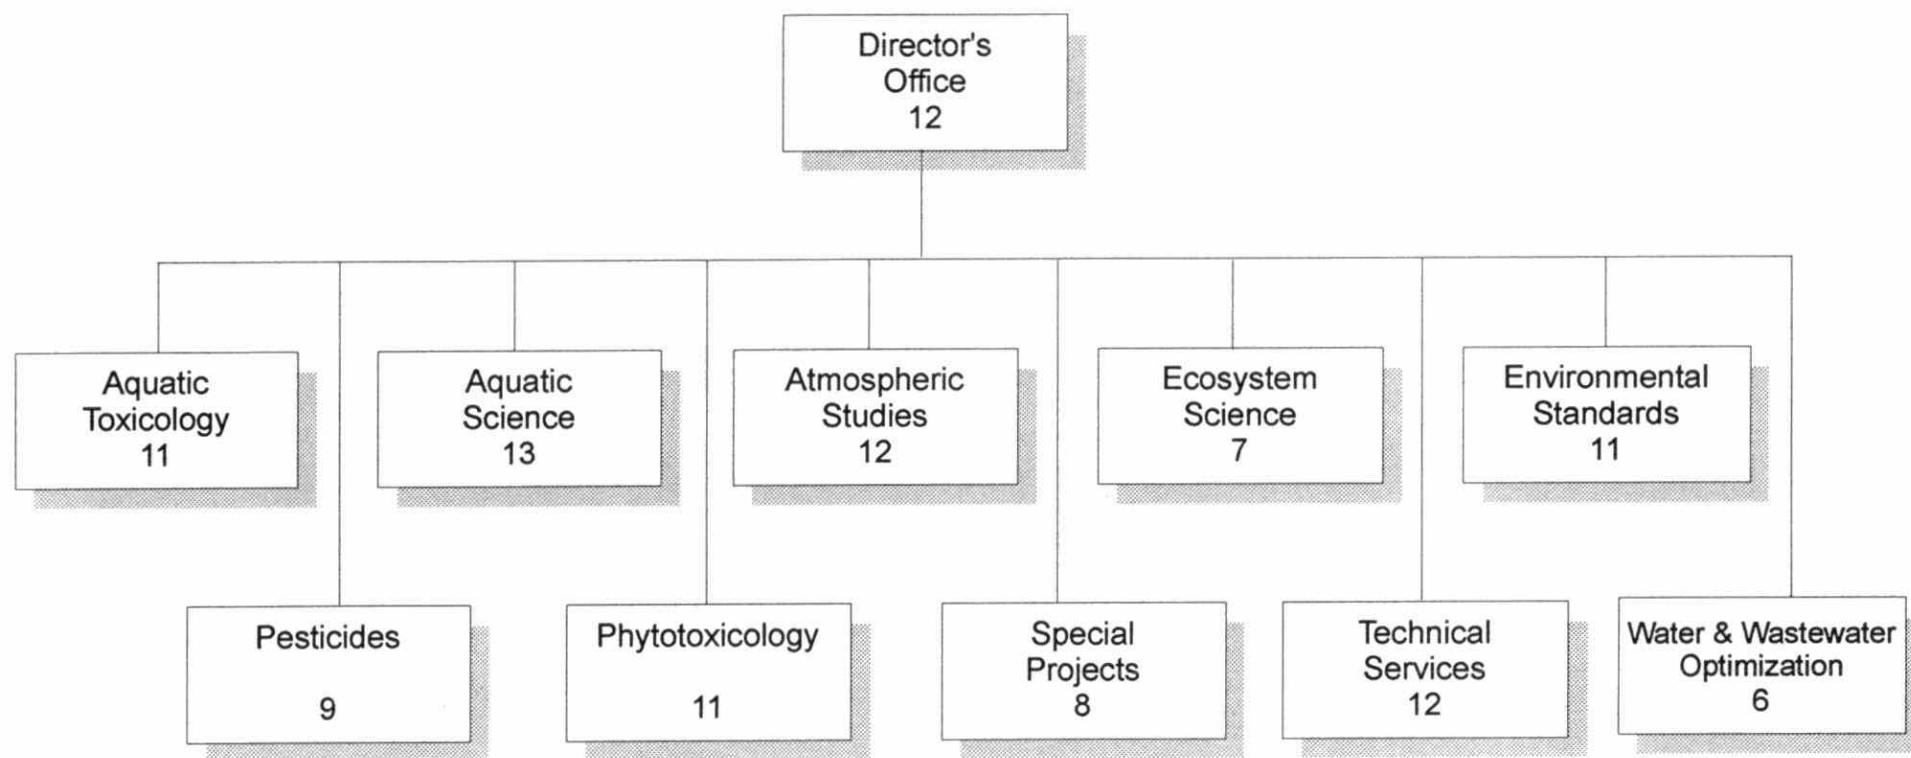 Director's
Office
12
Aquatic
Toxicology
11
Aquatic
Science
13
Atmospheric
Studies
12
Ecosystem
Science
7
Environmental
Standards
11
Pesticides
9
Phytotoxicology
11
Special
Projects
8
Technical
Services
12
Water & Wastewater
Optimization
6